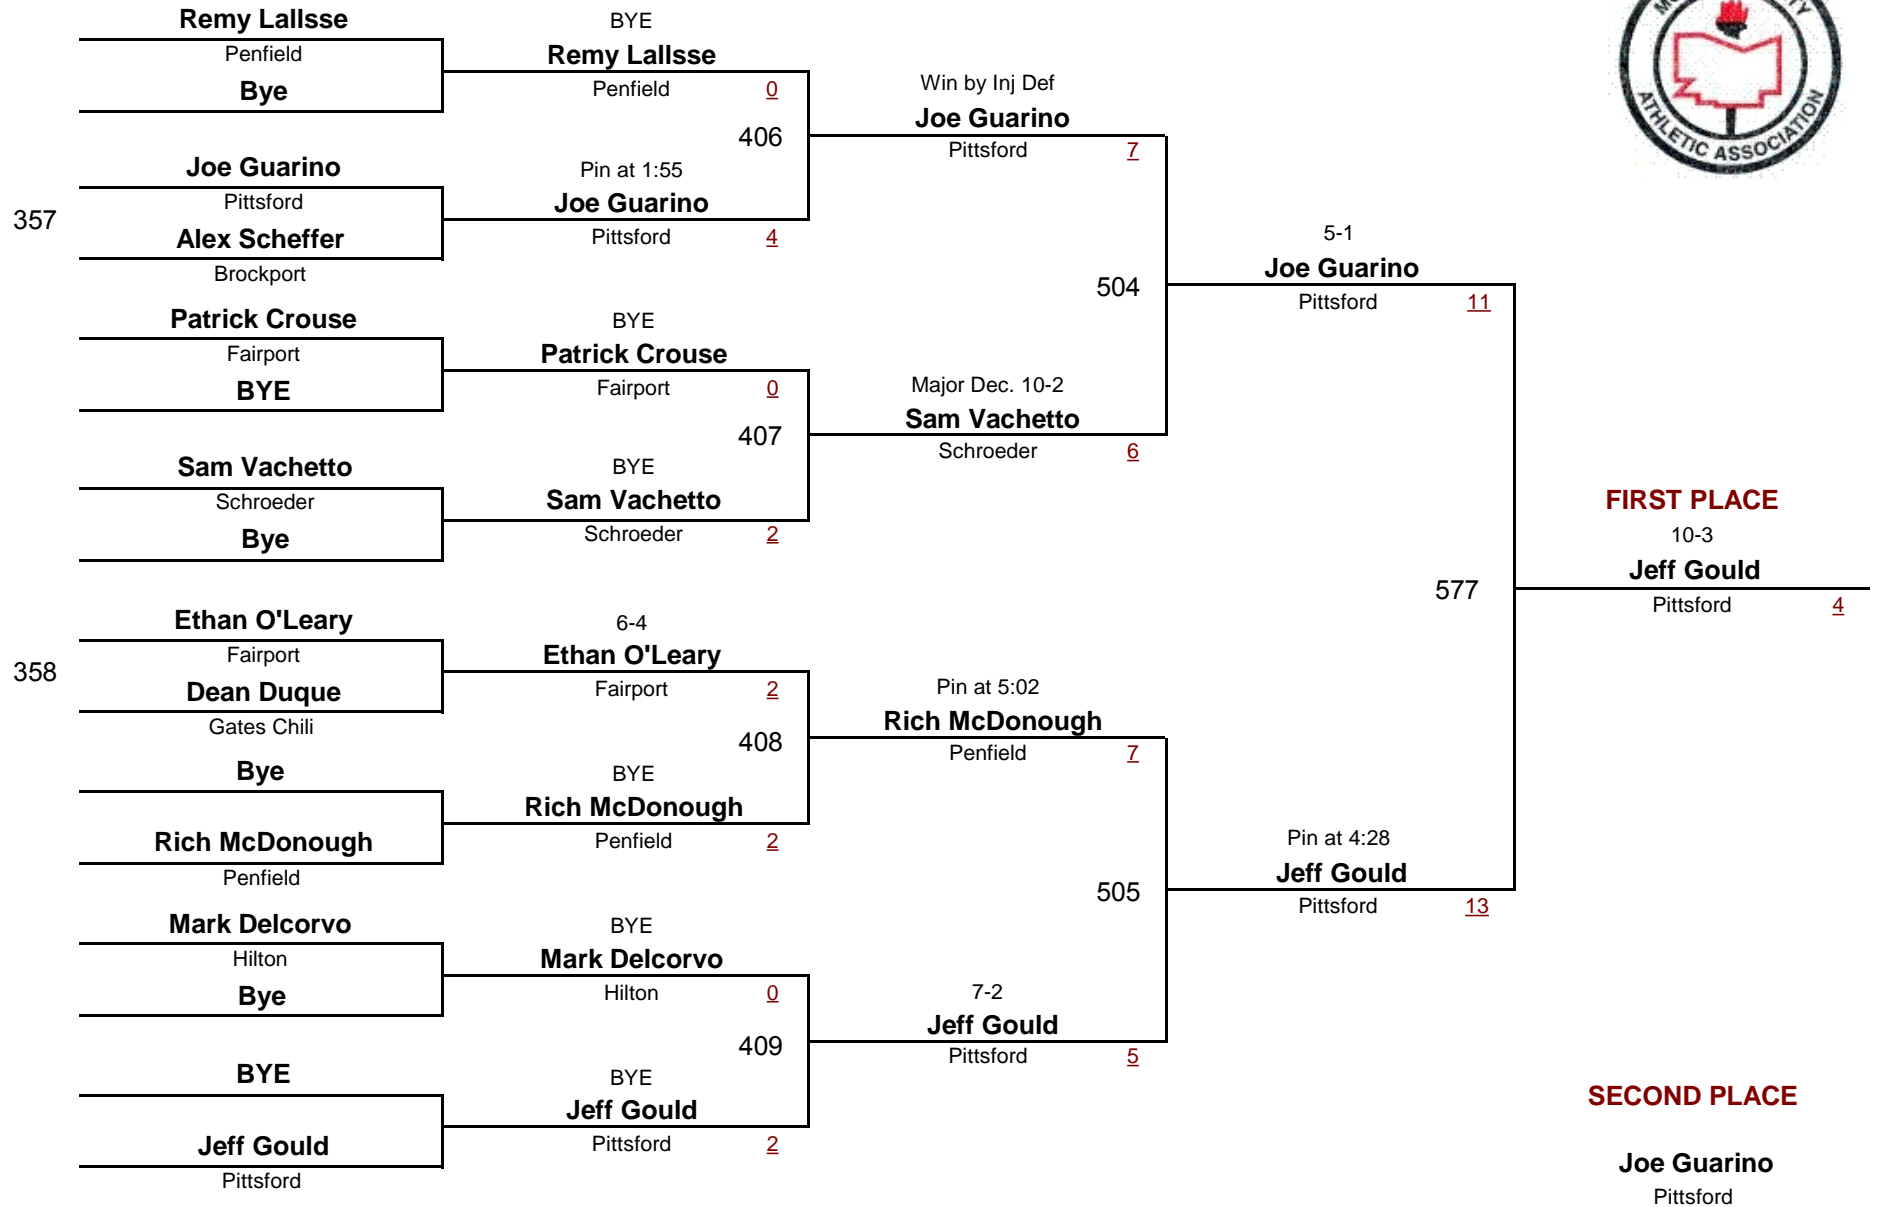 Remy Lallsse
Penfield
Bye
357
Joe Guarino
Pittsford
Alex Scheffer
Brockport
Patrick Crouse
Fairport
BYE
Sam Vachetto
Schroeder
Bye
358
Ethan O'Leary
Fairport
Dean Duque
Gates Chili
Bye
Rich McDonough
Penfield
Mark Delcorvo
Hilton
Bye
BYE
Jeff Gould
Pittsford
BYE
Remy Lallsse
Penfield 0
406
Pin at 1:55
Joe Guarino
Pittsford 4
BYE
Patrick Crouse
Fairport 0
407
BYE
Sam Vachetto
Schroeder 2
6-4
Ethan O'Leary
Fairport 2
408
BYE
Rich McDonough
Penfield 2
BYE
Mark Delcorvo
Hilton 0
409
BYE
Jeff Gould
Pittsford 2
Win by Inj Def
Joe Guarino
Pittsford 7
504
Major Dec. 10-2
Sam Vachetto
Schroeder 6
Pin at 5:02
Rich McDonough
Penfield 7
505
7-2
Jeff Gould
Pittsford 5
5-1
Joe Guarino
Pittsford 11
577
Pin at 4:28
Jeff Gould
Pittsford 13
ATHLETIC ASSOCIATION
FIRST PLACE
10-3
Jeff Gould
Pittsford 4
SECOND PLACE
Joe Guarino
Pittsford